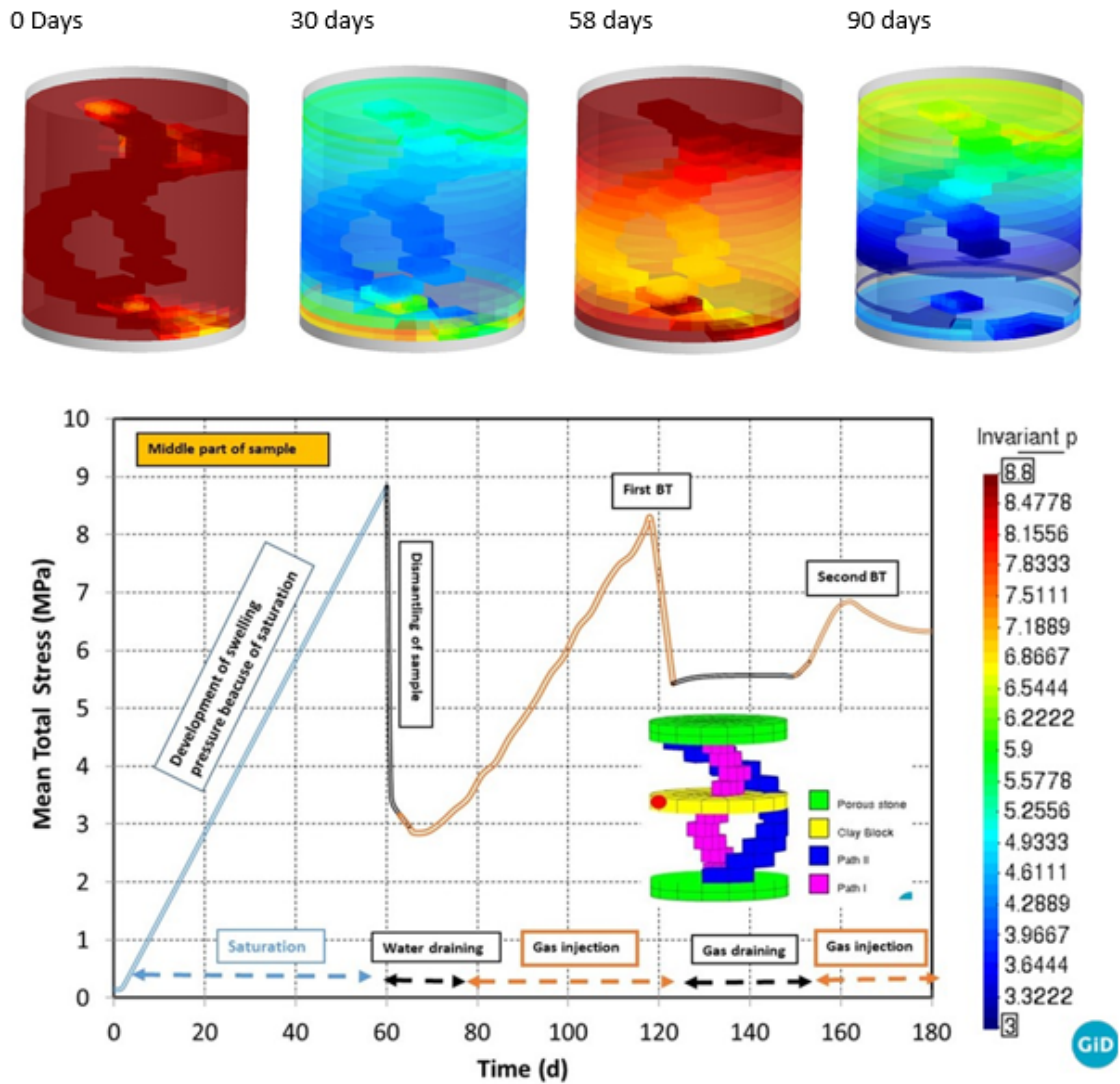 0 Days
30 days
58 days
90 days
10
9
8
7
6
5
4
3
2
1
0
Mean Total Stress (MPa)
Middle part of sample
Development of swelling
pressure beacuse of saturation
Dismantling of sample
First BT
Second BT
Porous stone
Clay Block
Path II
Path I
Saturation
Water draining
Gas injection
Gas draining
Gas injection
0
20
40
60
80
100
120
140
160
180
Time (d)
Invariant p
8.8
8.4778
8.1556
7.8333
7.5111
7.1889
6.8667
6.5444
6.2222
5.9
5.5778
5.2556
4.9333
4.6111
4.2889
3.9667
3.6444
3.3222
3
GiD